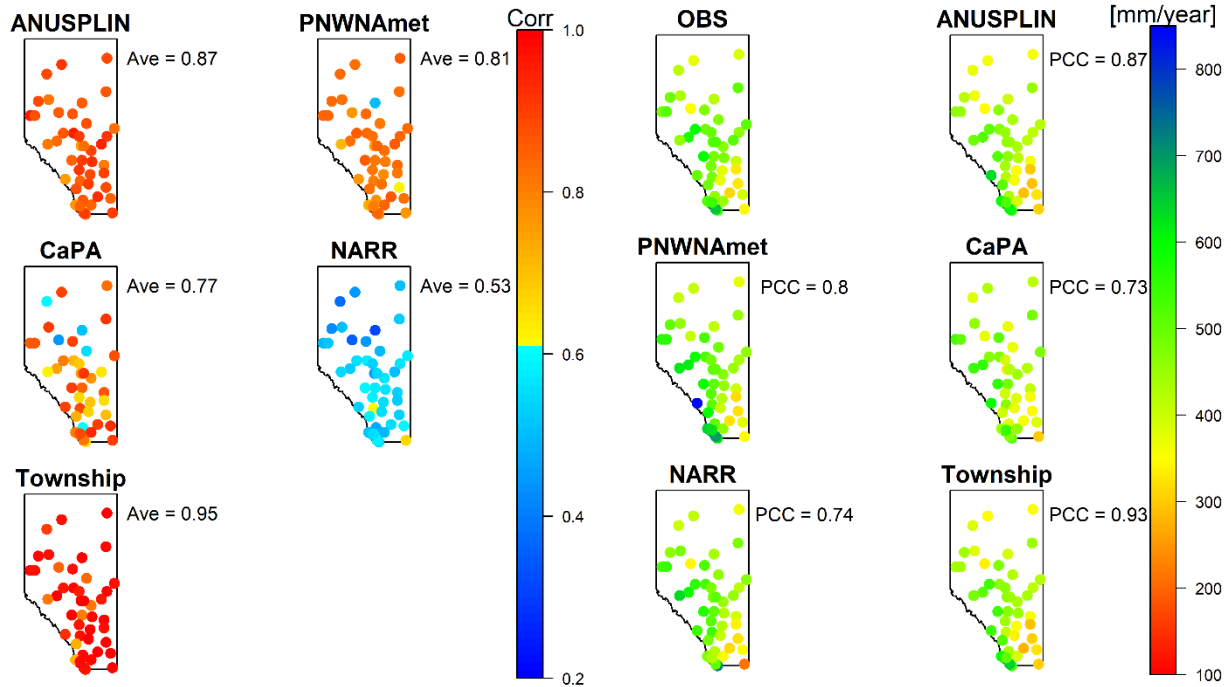 ANUSPLIN
Ave = 0.87
PNWNAmet
Ave = 0.81
CaPA
Ave = 0.77
NARR
Ave = 0.53
Township
Ave = 0.95
Corr
1.0
0.8
0.6
0.4
0.2
OBS
ANUSPLIN
PCC = 0.87
PNWNAmet
PCC = 0.8
CaPA
PCC = 0.73
NARR
PCC = 0.74
Township
PCC = 0.93
[mm/year]
800
700
600
500
400
300
200
100